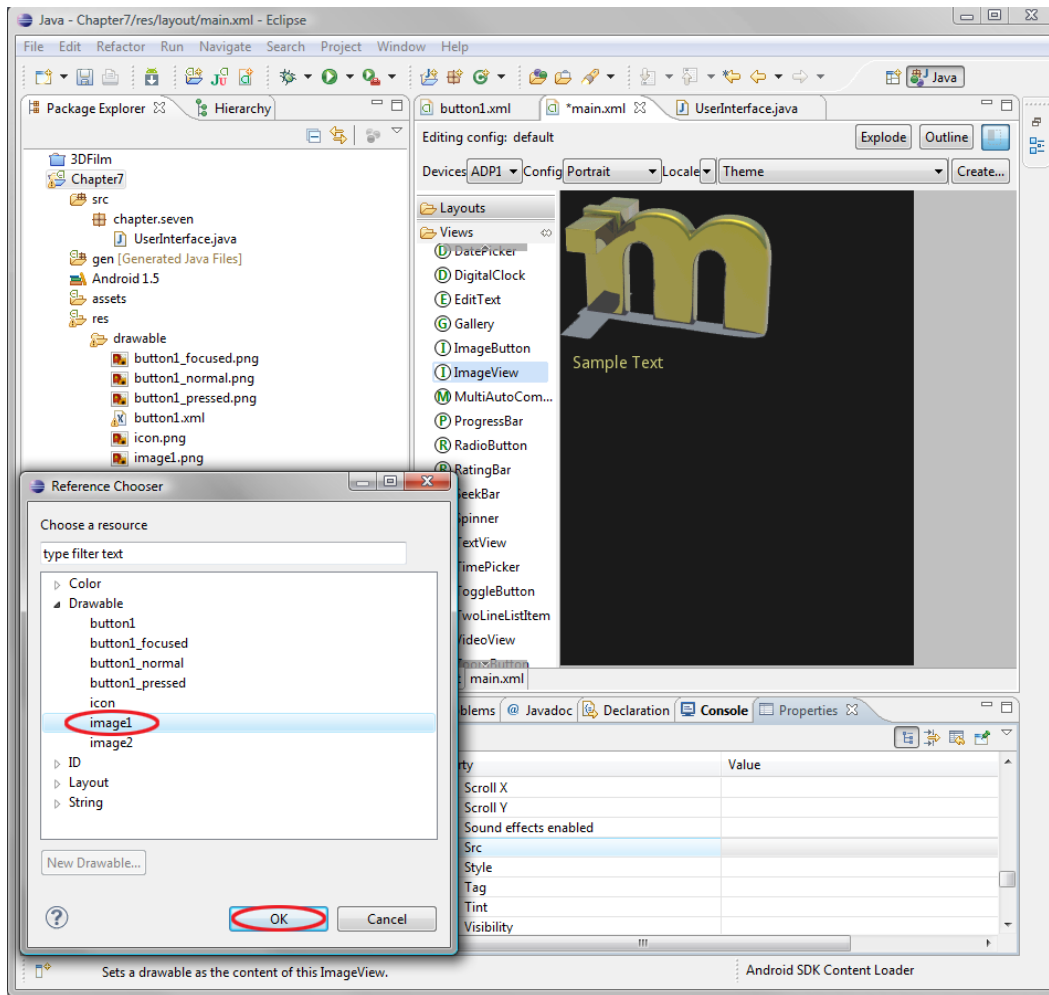 Java - Chapter7/res/layout/main.xml - Eclipse
File Edit Refactor Run Navigate Search Project Window Help
Java
Package Explorer Hierarchy
3DFilm
Chapter7
src
chapter.seven
UserInterface.java
gen [Generated Java Files]
Android 1.5
assets
res
drawable
button1_focused.png
button1_normal.png
button1_pressed.png
button1.xml
icon.png
image1.png
button1.xml *main.xml UserInterface.java
Editing config: default
Explode Outline
Devices ADP1 Config Portrait Locale Theme Create...
Layouts
Views
DatePicker
DigitalClock
EditText
Gallery
ImageButton
ImageView
MultiAutoCom...
ProgressBar
RadioButton
RatingBar
SeekBar
Spinner
TextView
TimePicker
ToggleButton
TwoLineListItem
VideoView
m
Sample Text
main.xml
Reference Chooser
Choose a resource
type filter text
Color
Drawable
button1
button1_focused
button1_normal
button1_pressed
icon
image1
image2
ID
Layout
String
New Drawable...
OK Cancel
blems @ Javadoc Declaration Console Properties
rty Value
Scroll X
Scroll Y
Sound effects enabled
Src
Style
Tag
Tint
Visibility
Sets a drawable as the content of this ImageView.
Android SDK Content Loader